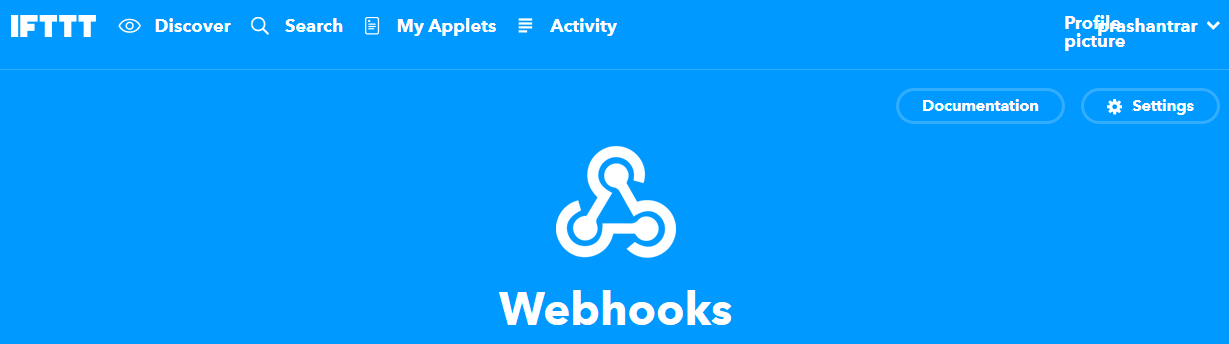 IFTTT Discover Search My Applets Activity Profile picture prashantrar
Documentation Settings
Webhooks